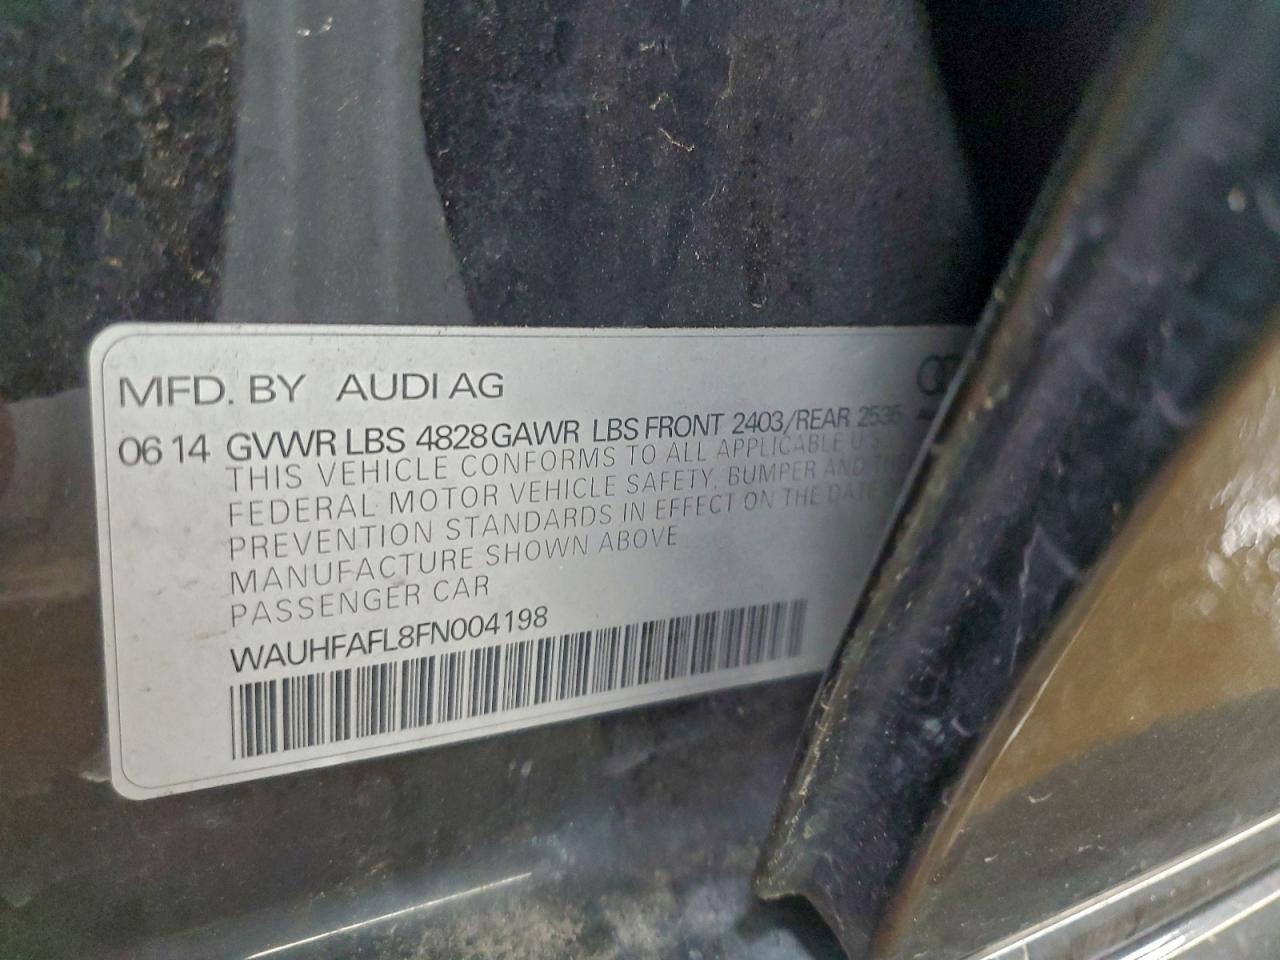 MFD. BY AUDI AG
06 14 GVWR LBS 4828 GAWR LBS FRONT 2403/REAR 2535
THIS VEHICLE CONFORMS TO ALL APPLICABLE U.S.
FEDERAL MOTOR VEHICLE SAFETY, BUMPER AND
PREVENTION STANDARDS IN EFFECT ON THE DATE
MANUFACTURE SHOWN ABOVE
PASSENGER CAR
WAUHFAFL8FN004198